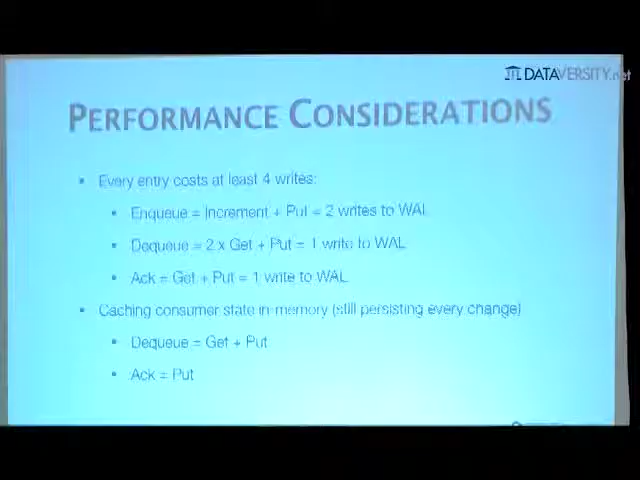 DATAVERSITY.net
PERFORMANCE CONSIDERATIONS
• Every entry costs at least 4 writes:
• Enqueue = Increment + Put = 2 writes to WAL
• Dequeue = 2 x Get + Put = 1 write to WAL
• Ack = Get + Put = 1 write to WAL
• Caching consumer state in-memory (still persisting every change)
• Dequeue = Get + Put
• Ack = Put